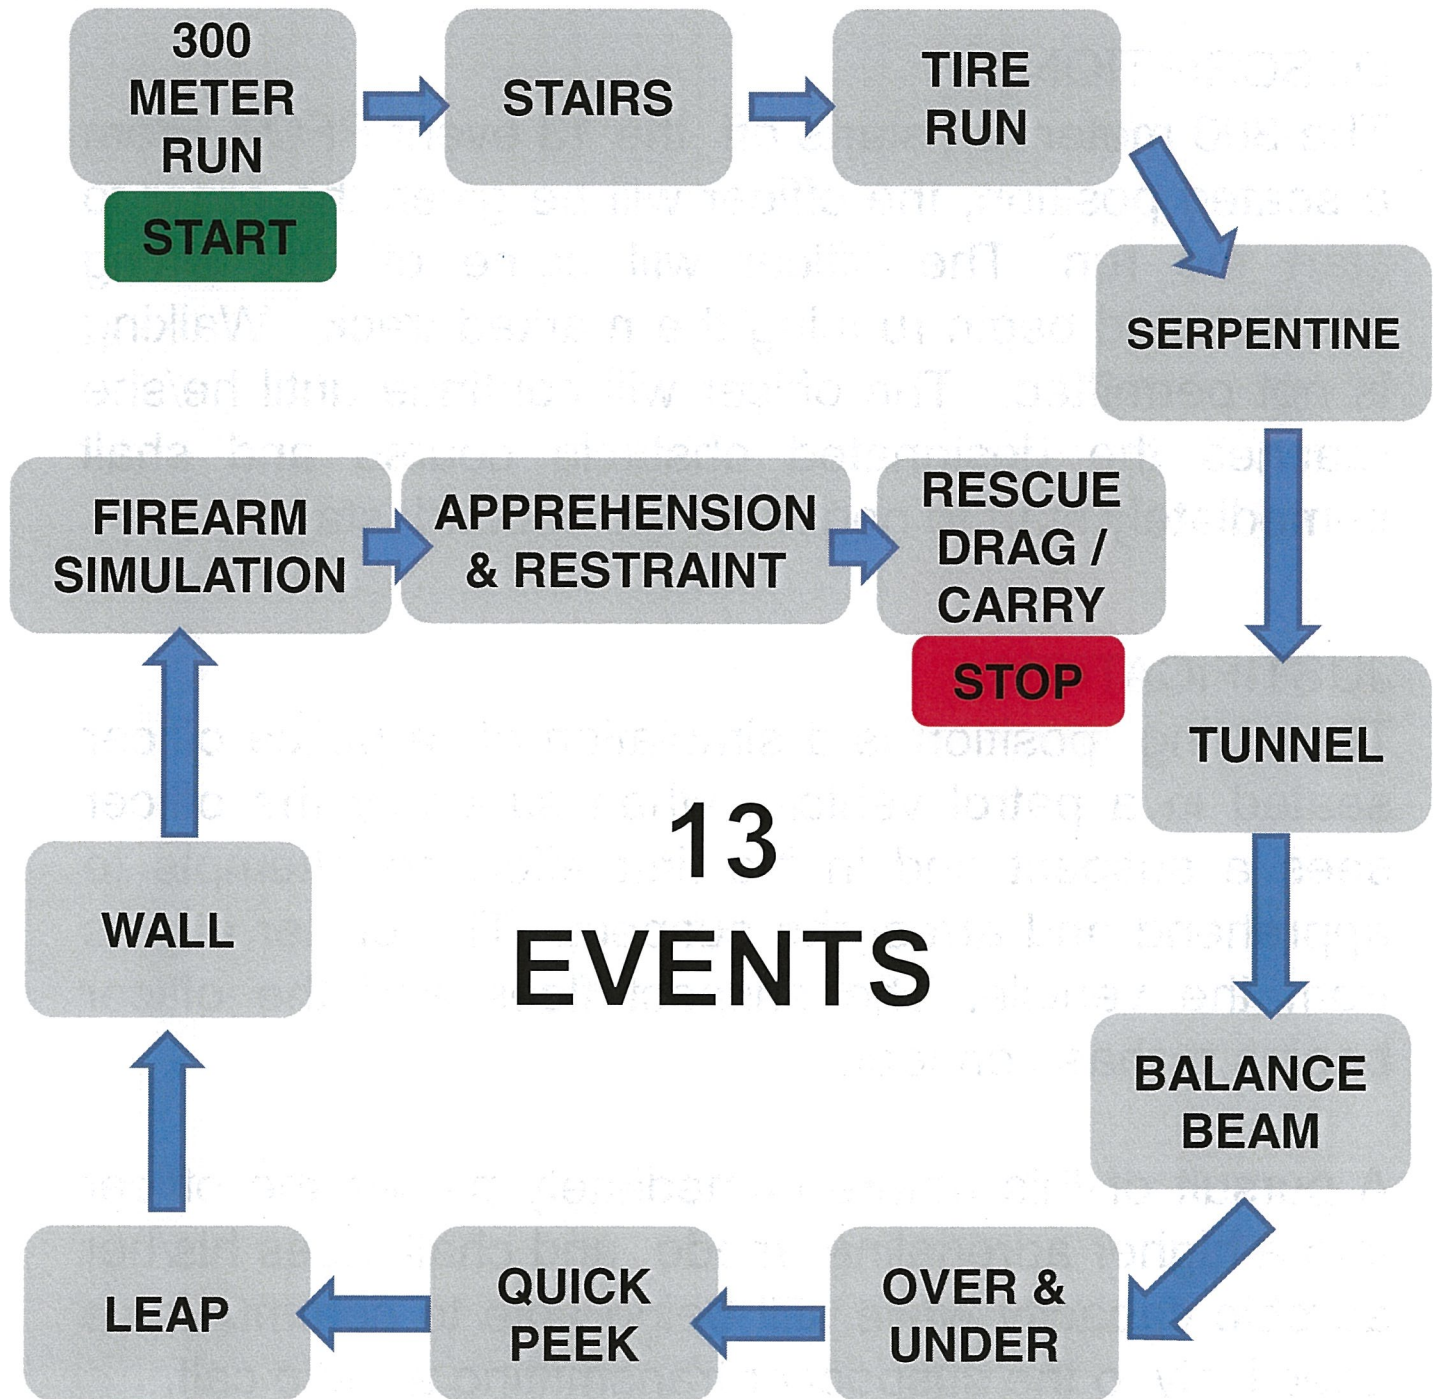 300
METER
RUN
START
STAIRS
TIRE
RUN
SERPENTINE
TUNNEL
BALANCE
BEAM
OVER &
UNDER
QUICK
PEEK
LEAP
WALL
FIREARM
SIMULATION
APPREHENSION
& RESTRAINT
RESCUE
DRAG /
CARRY
STOP
13
EVENTS